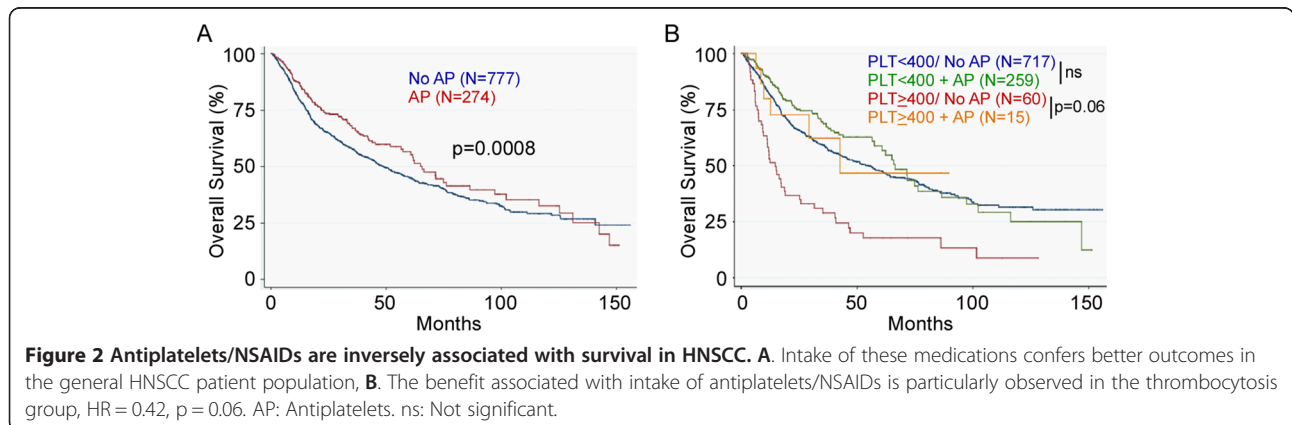 A
100
75
50
25
0
Overall Survival (%)
No AP (N=777)
AP (N=274)
p=0.0008
0 50 100 150
Months
B
100
75
50
25
0
Overall Survival (%)
PLT<400/ No AP (N=717)
PLT<400 + AP (N=259)
ns
PLT≥400/ No AP (N=60)
PLT≥400 + AP (N=15)
p=0.06
0 50 100 150
Months
Figure 2 Antiplatelets/NSAIDs are inversely associated with survival in HNSCC. A. Intake of these medications confers better outcomes in
the general HNSCC patient population, B. The benefit associated with intake of antiplatelets/NSAIDs is particularly observed in the thrombocytosis
group, HR = 0.42, p = 0.06. AP: Antiplatelets. ns: Not significant.